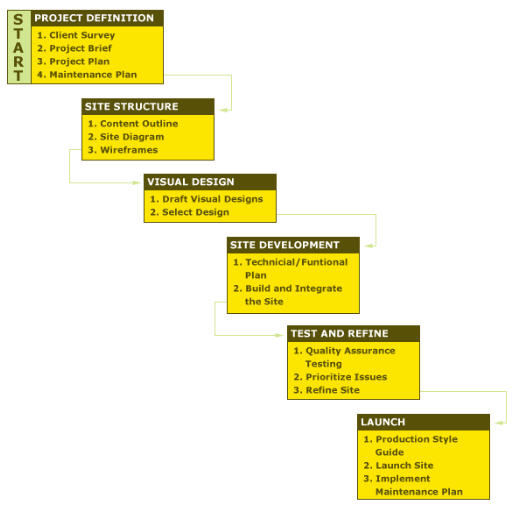 START
PROJECT DEFINITION
1. Client Survey
2. Project Brief
3. Project Plan
4. Maintenance Plan
SITE STRUCTURE
1. Content Outline
2. Site Diagram
3. Wireframes
VISUAL DESIGN
1. Draft Visual Designs
2. Select Design
SITE DEVELOPMENT
1. Technicial/Funtional
Plan
2. Build and Integrate
the Site
TEST AND REFINE
1. Quality Assurance
Testing
2. Prioritize Issues
3. Refine Site
LAUNCH
1. Production Style
Guide
2. Launch Site
3. Implement
Maintenance Plan